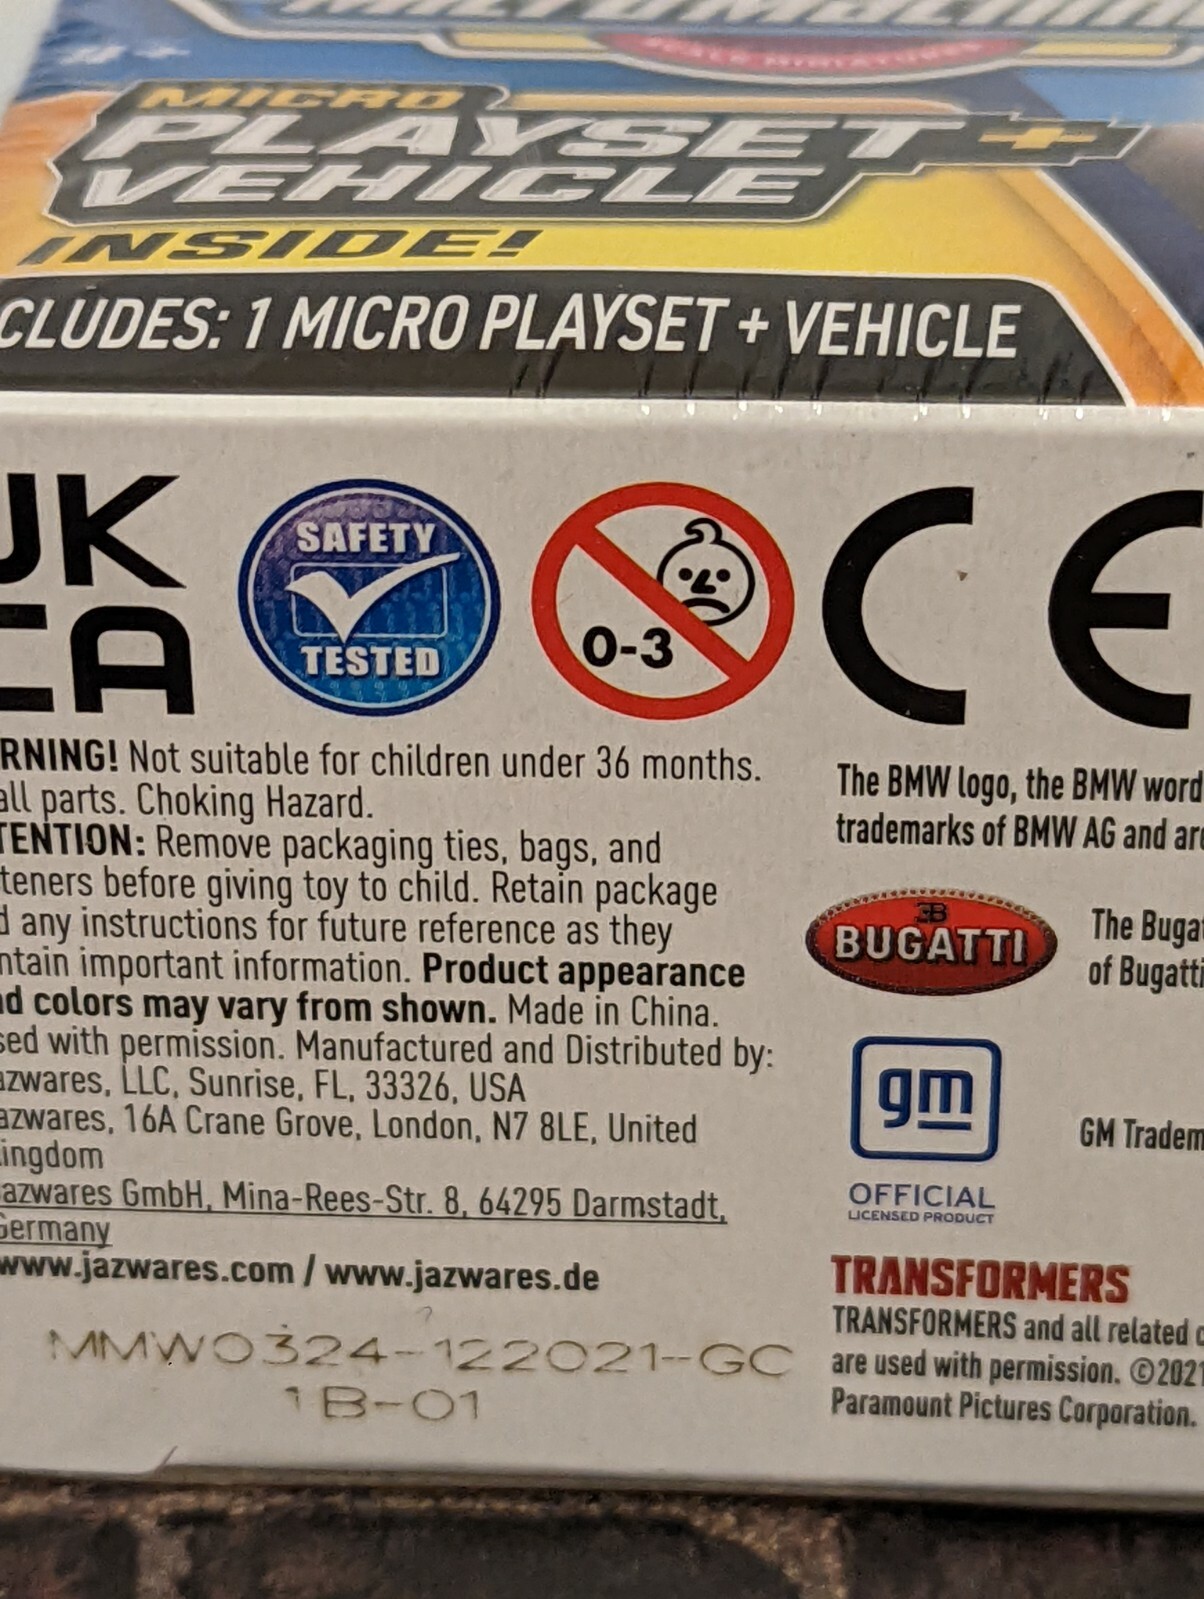 MICRO
PLAYSET +
VEHICLE
INSIDE!
CLUDES: 1 MICRO PLAYSET + VEHICLE
UK
CA
SAFETY
TESTED
0-3
CE
RNING! Not suitable for children under 36 months.
all parts. Choking Hazard.
TENTION: Remove packaging ties, bags, and
teners before giving toy to child. Retain package
d any instructions for future reference as they
ntain important information. Product appearance
nd colors may vary from shown. Made in China.
sed with permission. Manufactured and Distributed by:
azwares, LLC, Sunrise, FL, 33326, USA
azwares, 16A Crane Grove, London, N7 8LE, United
ingdom
azwares GmbH, Mina-Rees-Str. 8, 64295 Darmstadt,
Germany
www.jazwares.com / www.jazwares.de
MMW0324-122021-GC
1B-01
The BMW logo, the BMW word
trademarks of BMW AG and ar
EB
BUGATTI
The Buga
of Bugatti
gm
OFFICIAL
LICENSED PRODUCT
GM Tradem
TRANSFORMERS
TRANSFORMERS and all related c
are used with permission. ©2021
Paramount Pictures Corporation.